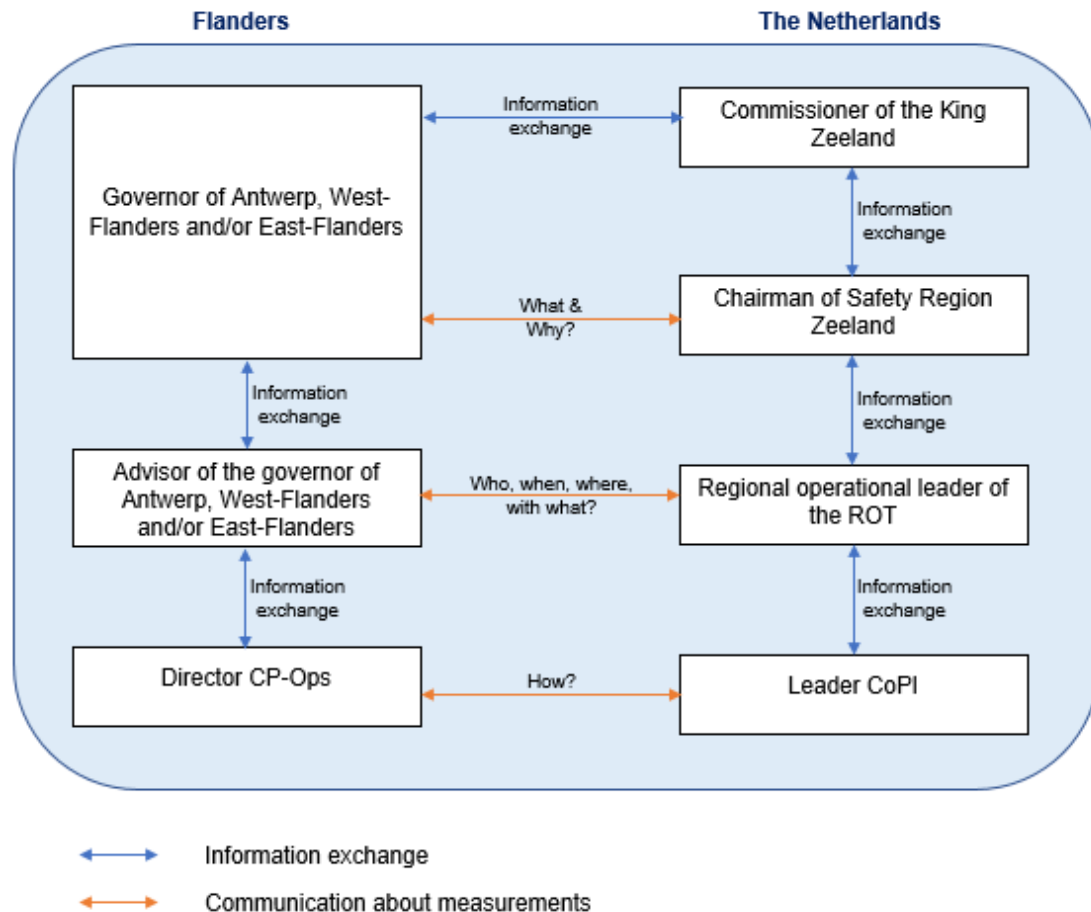 Flanders
The Netherlands
Governor of Antwerp, West-
Flanders and/or East-Flanders
Information
exchange
Commissioner of the King
Zeeland
Information
exchange
What &
Why?
Chairman of Safety Region
Zeeland
Information
exchange
Information
exchange
Advisor of the governor of
Antwerp, West-Flanders
and/or East-Flanders
Who, when, where,
with what?
Regional operational leader of
the ROT
Information
exchange
Information
exchange
Director CP-Ops
How?
Leader CoPI
Information exchange
Communication about measurements